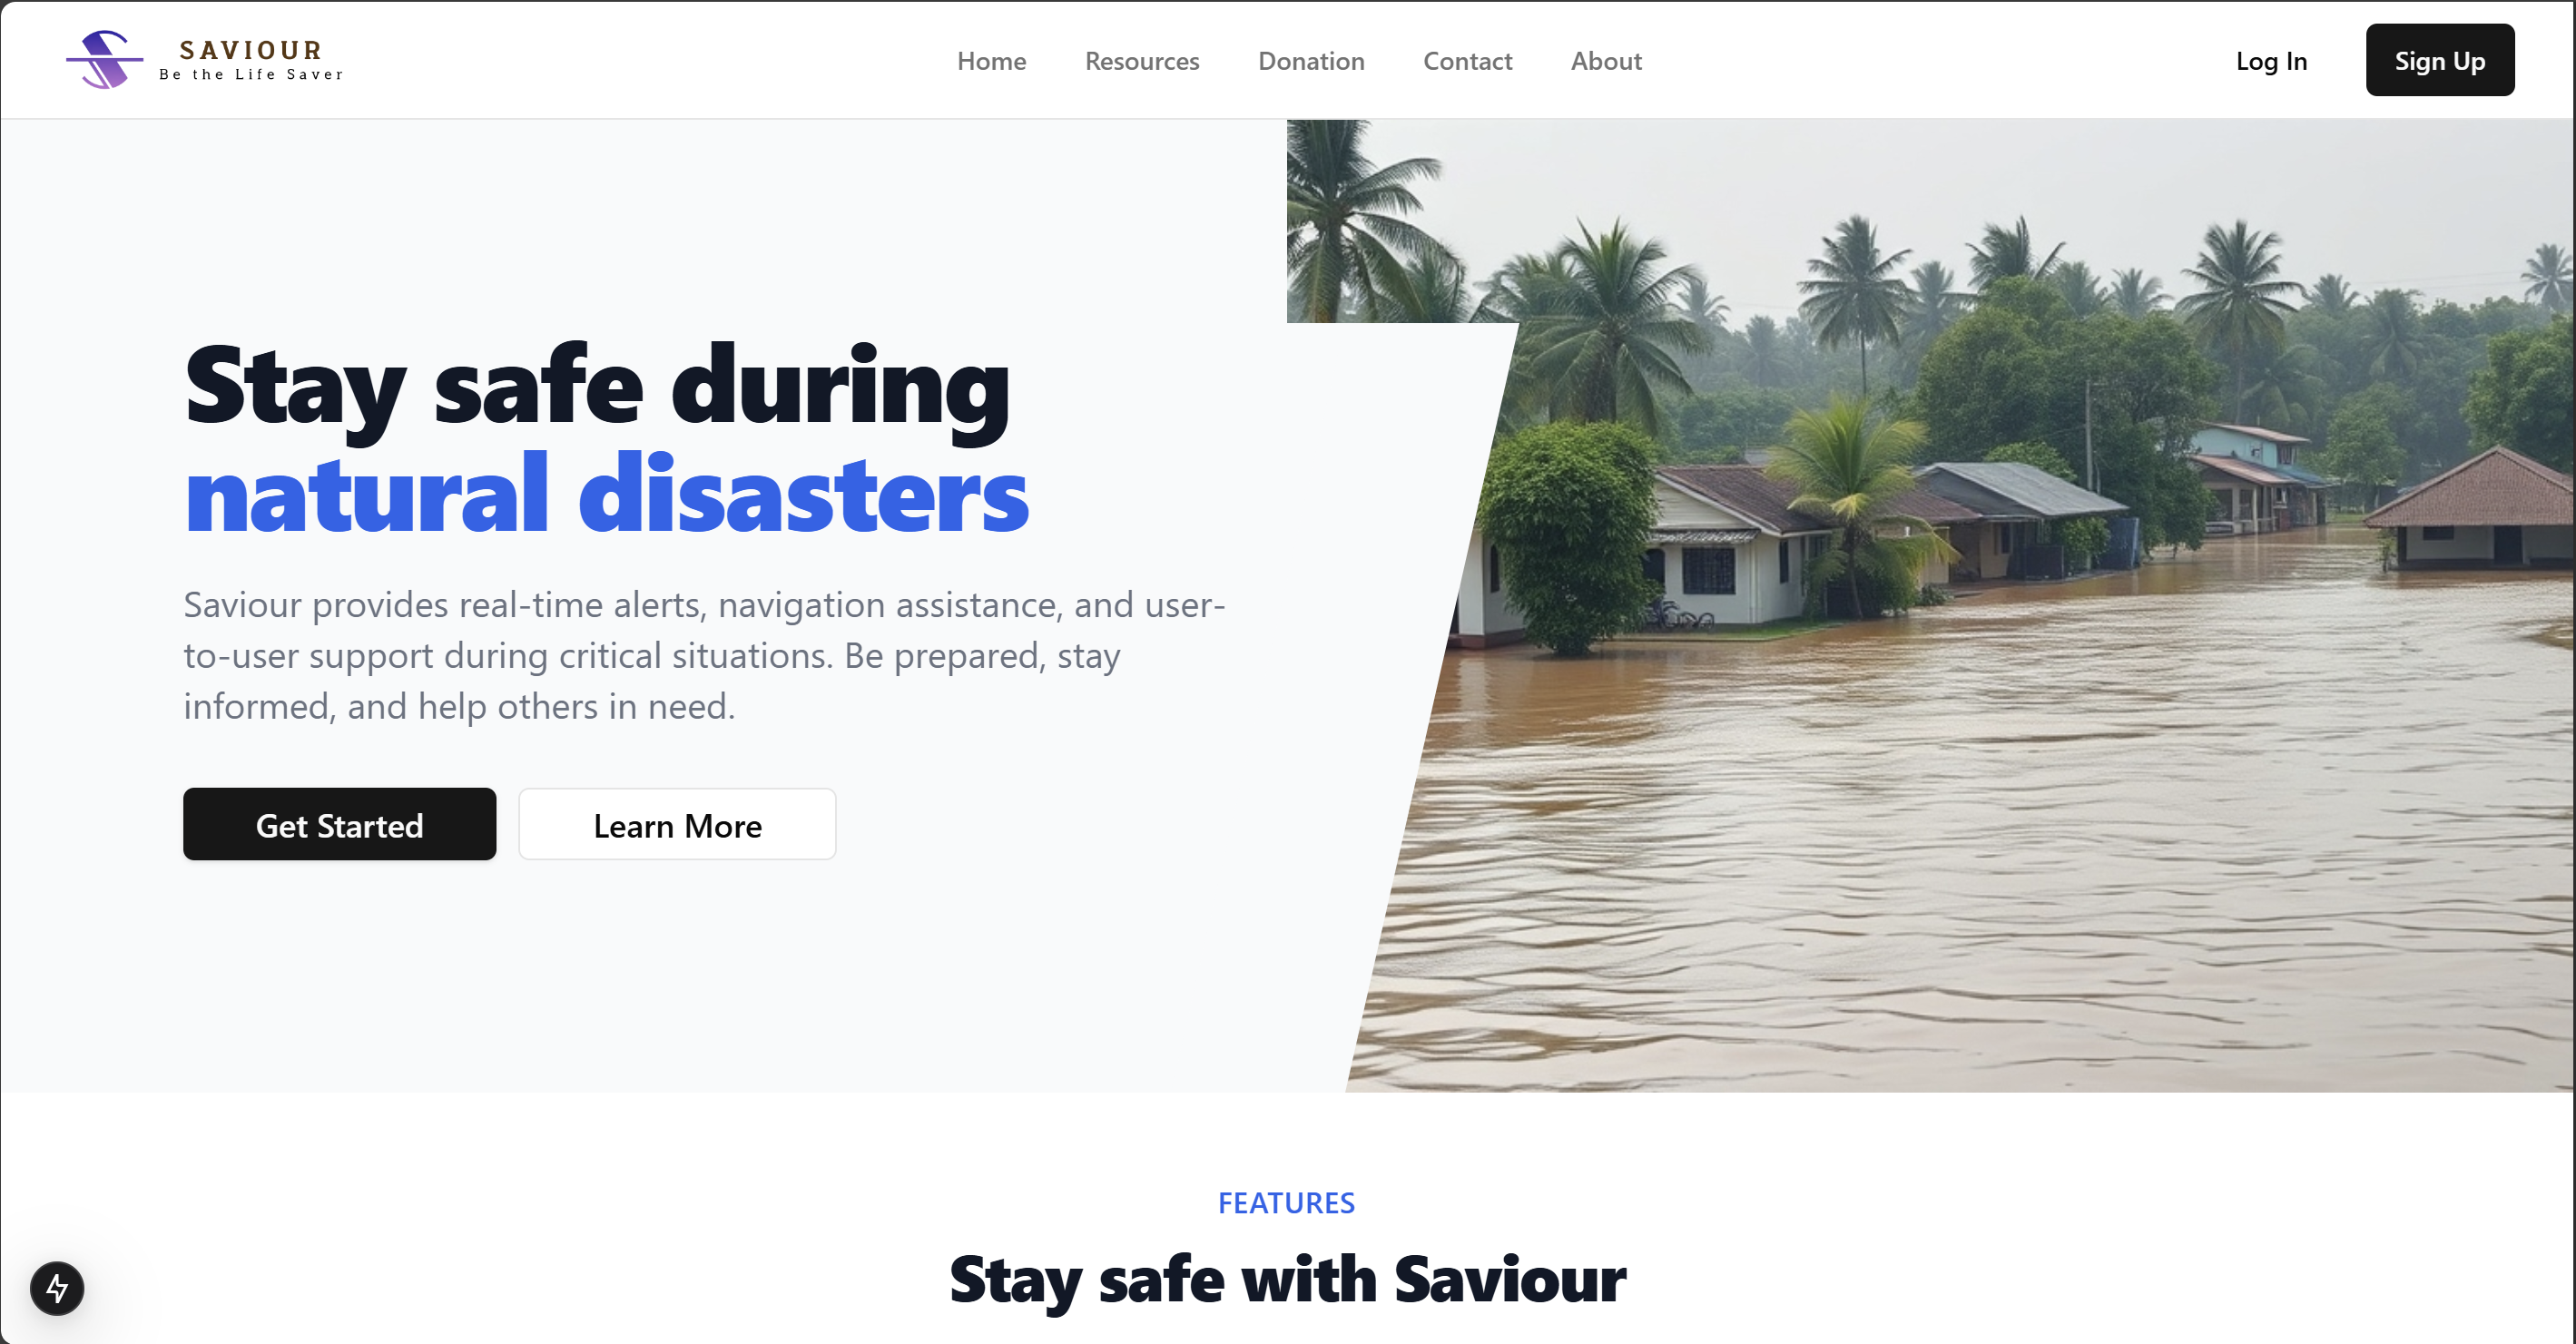 SAVIOUR
Be the Life Saver
Home
Resources
Donation
Contact
About
Log In
Sign Up
Stay safe during
natural disasters
Saviour provides real-time alerts, navigation assistance, and user-
to-user support during critical situations. Be prepared, stay
informed, and help others in need.
Get Started
Learn More
FEATURES
Stay safe with Saviour